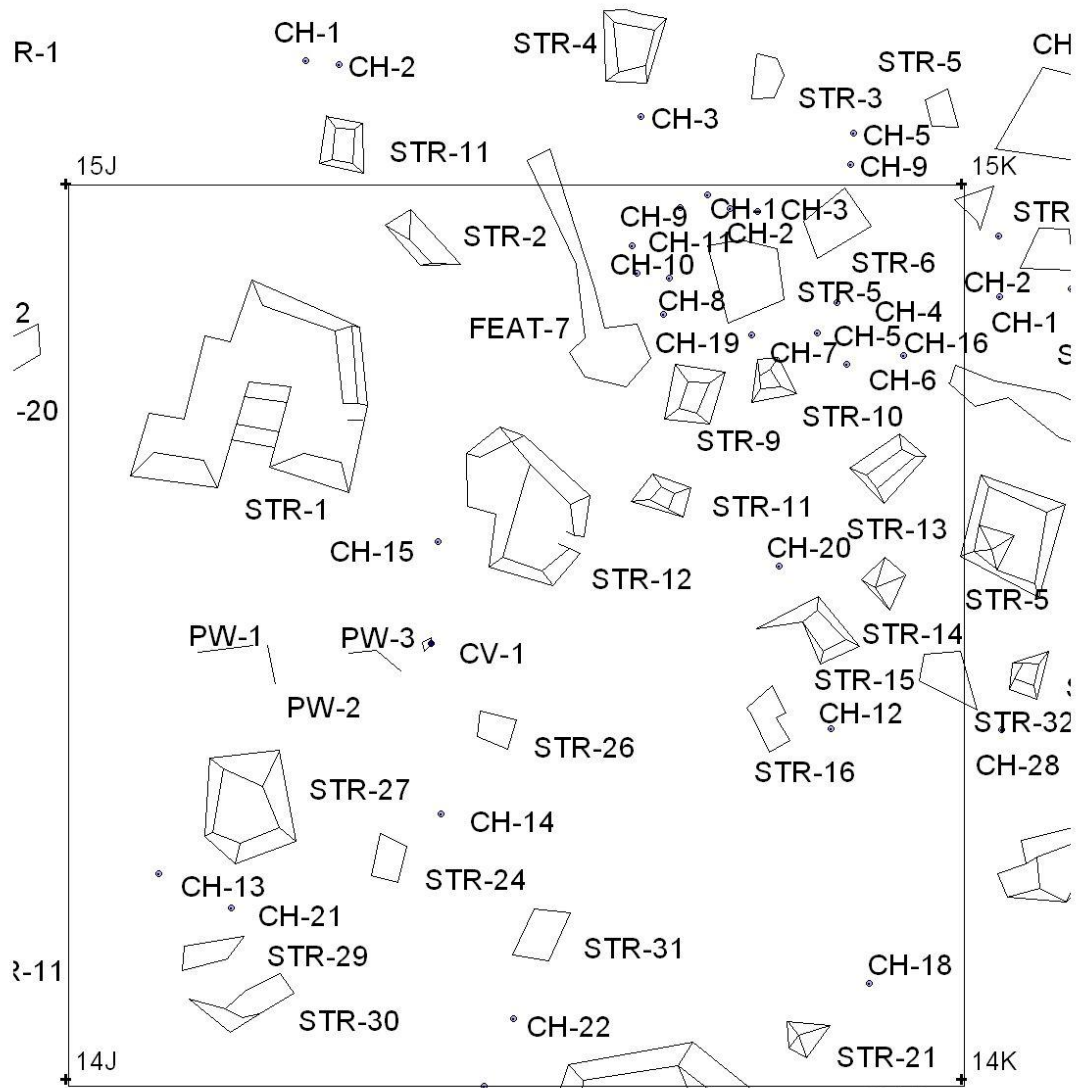 CH-1
STR-4
R-1
CH
CH-2
STR-5
STR-3
CH-3
CH-5
STR-11
15J
CH-9
15K
CH-9
CH-1
CH-3
STR
STR-2
CH-11
CH-2
CH-10
STR-6
CH-2
STR-5
CH-8
CH-4
2
CH-1
FEAT-7
CH-19
CH-5
CH-16
CH-7
CH-6
-20
STR-10
STR-9
STR-1
STR-11
STR-13
CH-15
CH-20
STR-12
STR-5
PW-1
PW-3
STR-14
CV-1
STR-15
PW-2
CH-12
STR-32
STR-26
STR-16
CH-28
STR-27
CH-14
STR-24
CH-13
CH-21
STR-31
STR-29
R-11
CH-18
STR-30
CH-22
14J
STR-21
14K